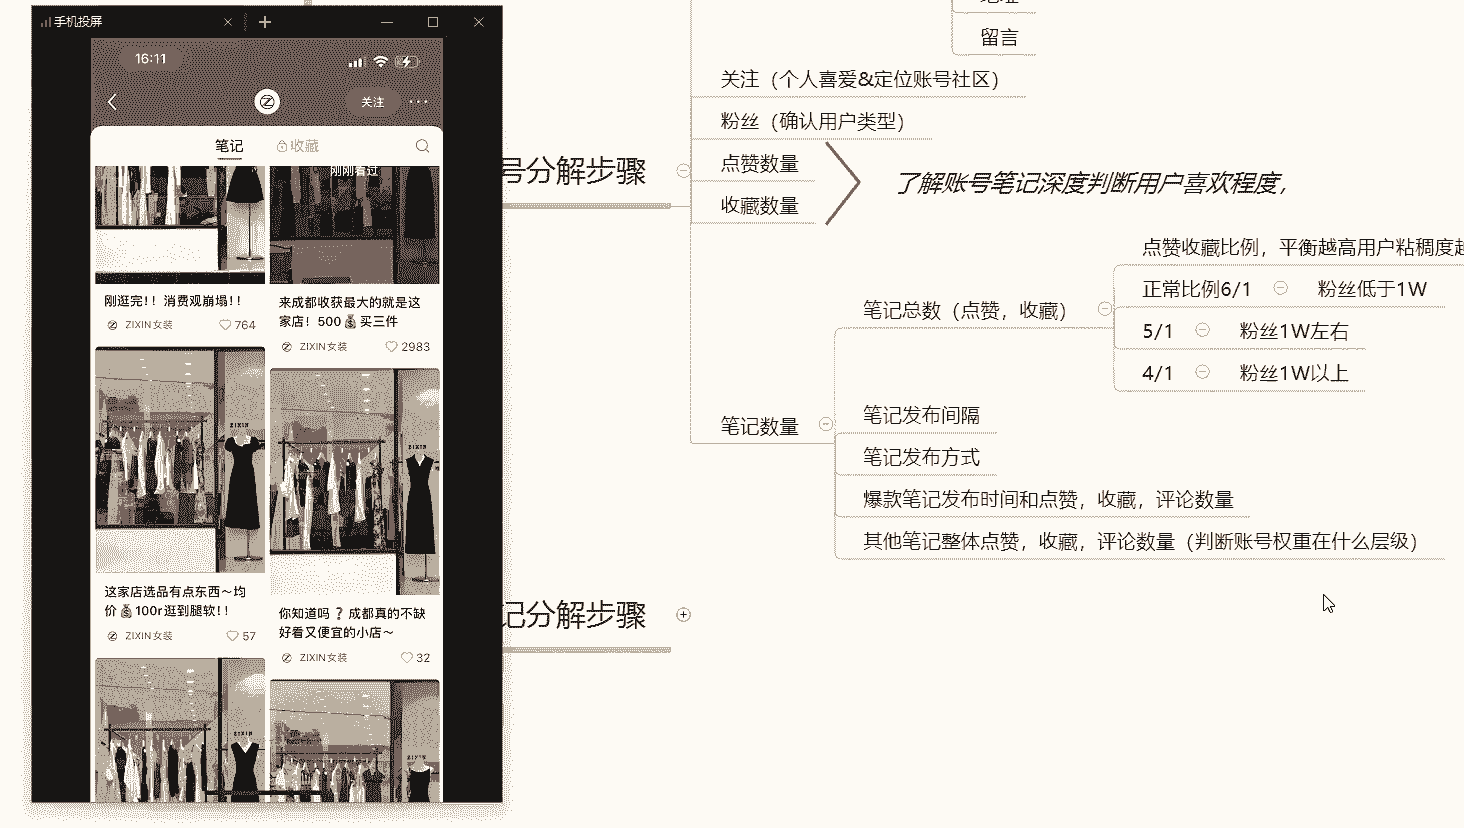 手机投屏
16:11
关注
笔记
收藏
刚刚看过
刚逛完!! 消费观崩塌!!
ZIXIN女装
764
来成都收获最大的就是这
家店! 500💰买三件
ZIXIN女装
2983
ZIXIN
ZIXIN
这家店选品有点东西~均
价💰100r逛到腿软!!
ZIXIN女装
57
你知道吗❓成都真的不缺
好看又便宜的小店~
ZIXIN女装
32
ZIXIN
ZIXIN
留言
关注（个人喜爱&定位账号社区）
粉丝（确认用户类型）
点赞数量
收藏数量
了解账号笔记深度判断用户喜欢程度，
号分解步骤
点赞收藏比例，平衡越高用户粘稠度越
正常比例6/1
粉丝低于1W
笔记总数（点赞，收藏）
5/1
粉丝1W左右
4/1
粉丝1W以上
笔记数量
笔记发布间隔
笔记发布方式
爆款笔记发布时间和点赞，收藏，评论数量
其他笔记整体点赞，收藏，评论数量（判断账号权重在什么层级）
记分解步骤